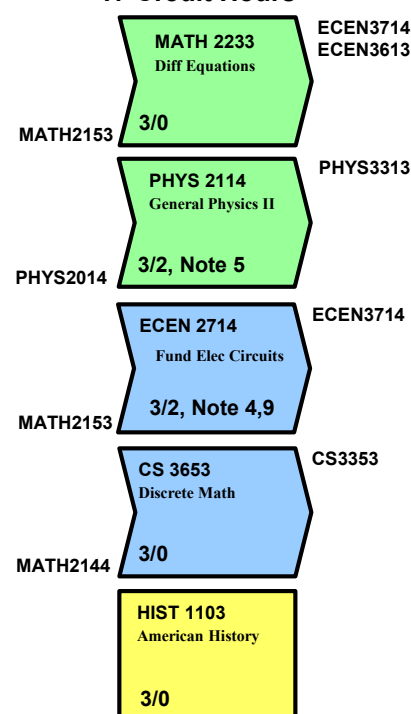 MATH 2233
Diff Equations
3/0
MATH2153
ECEN3714
ECEN3613
PHYS 2114
General Physics II
3/2, Note 5
PHYS2014
PHYS3313
ECEN 2714
Fund Elec Circuits
3/2, Note 4,9
MATH2153
ECEN3714
CS 3653
Discrete Math
3/0
MATH2144
CS3353
HIST 1103
American History
3/0